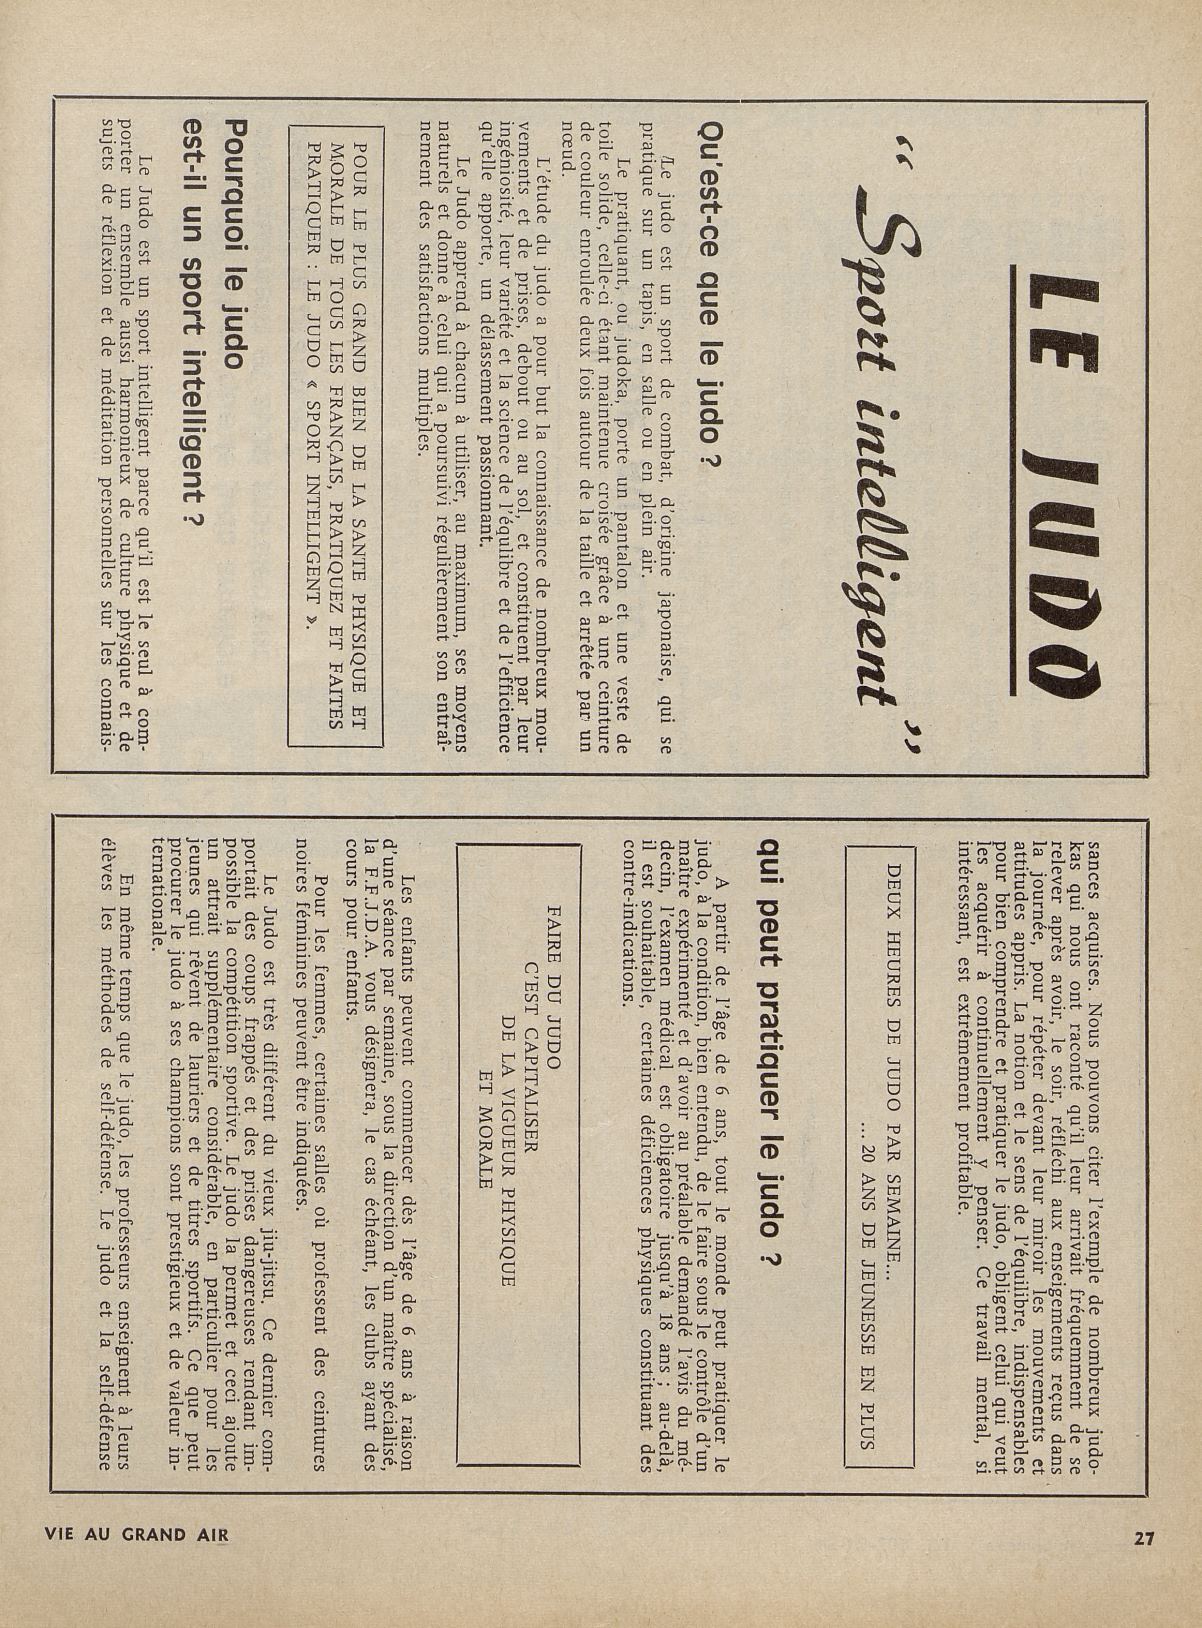 LE JUDO
“ Sport intelligent ”
Qu'est-ce que le judo ?
Le judo est un sport de combat, d'origine japonaise, qui se
pratique sur un tapis, en salle ou en plein air.
Le pratiquant, ou judoka, porte un pantalon et une veste de
toile solide, celle-ci étant maintenue croisée grâce à une ceinture
de couleur enroulée deux fois autour de la taille et arrêtée par un
nœud.
L'étude du judo a pour but la connaissance de nombreux mou-
vements et de prises, debout ou au sol, et constituent par leur
ingéniosité, leur variété et la science de l'équlibre et de l'efficience
qu'elle apporte, un délassement passionnant.
Le Judo apprend à chacun à utiliser, au maximum, ses moyens
naturels et donne à celui qui a poursuivi régulièrement son entraî-
nement des satisfactions multiples.
POUR LE PLUS GRAND BIEN DE LA SANTE PHYSIQUE ET
MORALE DE TOUS LES FRANÇAIS, PRATIQUEZ ET FAITES
PRATIQUER : LE JUDO « SPORT INTELLIGENT ».
Pourquoi le judo
est-il un sport intelligent ?
Le Judo est un sport intelligent parce qu'il est le seul à com-
porter un ensemble aussi harmonieux de culture physique et de
sujets de réflexion et de méditation personnelles sur les connais-
sances acquises. Nous pouvons citer l'exemple de nombreux judo-
kas qui nous ont raconté qu'il leur arrivait fréquemment de se
relever après avoir, le soir, réfléchi aux enseigements reçus dans
la journée, pour répéter devant leur miroir les mouvements et
attitudes appris. La notion et le sens de l'équilibre, indispensables
pour bien comprendre et pratiquer le judo, obligent celui qui veut
les acquérir à continuellement y penser. Ce travail mental, si
intéressant, est extrêmement profitable.
DEUX HEURES DE JUDO PAR SEMAINE...
... 20 ANS DE JEUNESSE EN PLUS
qui peut pratiquer le judo ?
A partir de l'âge de 6 ans, tout le monde peut pratiquer le
judo, à la condition, bien entendu, de le faire sous le contrôle d'un
maître expérimenté et d'avoir au préalable demandé l'avis du mé-
decin, l'examen médical est obligatoire jusqu'à 18 ans ; au-delà,
il est souhaitable, certaines déficiences physiques constituant des
contre-indications.
FAIRE DU JUDO
C'EST CAPITALISER
DE LA VIGUEUR PHYSIQUE
ET MORALE
Les enfants peuvent commencer dès l'âge de 6 ans à raison
d'une séance par semaine, sous la direction d'un maître spécialisé,
la F.F.J.D.A. vous désignera, le cas échéant, les clubs ayant des
cours pour enfants.
Pour les femmes, certaines salles où professent des ceintures
noires féminines peuvent être indiquées.
Le Judo est très différent du vieux jiu-jitsu. Ce dernier com-
portait des coups frappés et des prises dangereuses rendant im-
possible la compétition sportive. Le judo la permet et ceci ajoute
un attrait supplémentaire considérable, en particulier pour les
jeunes qui rêvent de lauriers et de titres sportifs. Ce que peut
procurer le judo à ses champions sont prestigieux et de valeur in-
ternationale.
En même temps que le judo, les professeurs enseignent à leurs
élèves les méthodes de self-défense. Le judo et la self-défense
VIE AU GRAND AIR
27